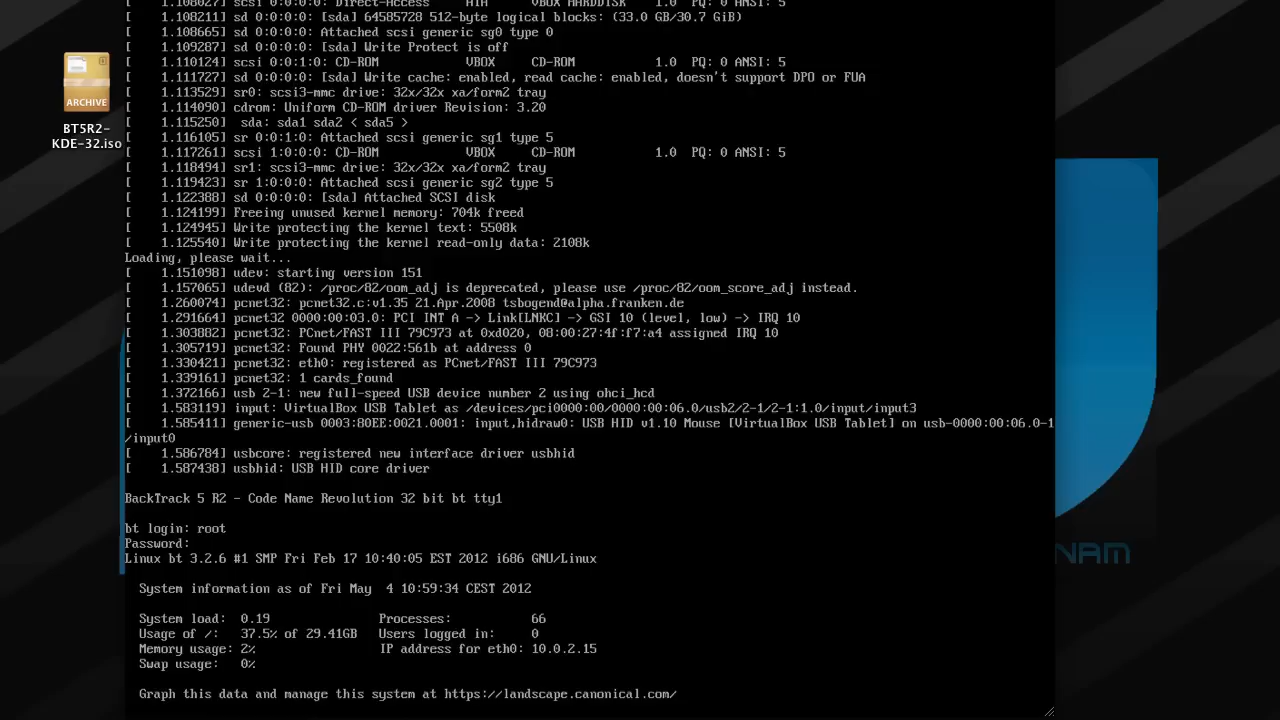 [    1.108027] scsi 0:0:0:0: Direct-Access     ATA      VBOX HARDDISK    1.0  PQ: 0 ANSI: 5
[    1.108211] sd 0:0:0:0: [sda] 64585728 512-byte logical blocks: (33.0 GB/30.7 GiB)
[    1.108665] sd 0:0:0:0: Attached scsi generic sg0 type 0
[    1.109287] sd 0:0:0:0: [sda] Write Protect is off
[    1.110124] scsi 0:0:1:0: CD-ROM            VBOX     CD-ROM           1.0  PQ: 0 ANSI: 5
[    1.111727] sd 0:0:0:0: [sda] Write cache: enabled, read cache: enabled, doesn't support DPO or FUA
[    1.113529] sr0: scsi3-mmc drive: 32x/32x xa/form2 tray
[    1.114090] cdrom: Uniform CD-ROM driver Revision: 3.20
[    1.115250]  sda: sda1 sda2 < sda5 >
[    1.116105] sr 0:0:1:0: Attached scsi generic sg1 type 5
[    1.117261] scsi 1:0:0:0: CD-ROM            VBOX     CD-ROM           1.0  PQ: 0 ANSI: 5
[    1.118494] sr1: scsi3-mmc drive: 32x/32x xa/form2 tray
[    1.119423] sr 1:0:0:0: Attached scsi generic sg2 type 5
[    1.122388] sd 0:0:0:0: [sda] Attached SCSI disk
[    1.124199] Freeing unused kernel memory: 704k freed
[    1.124945] Write protecting the kernel text: 5508k
[    1.125540] Write protecting the kernel read-only data: 2108k
Loading, please wait...
[    1.151098] udev: starting version 151
[    1.157065] udevd (82): /proc/82/oom_adj is deprecated, please use /proc/82/oom_score_adj instead.
[    1.260074] pcnet32: pcnet32.c:v1.35 21.Apr.2008 tsbogend@alpha.franken.de
[    1.291664] pcnet32 0000:00:03.0: PCI INT A -> Link[LNKC] -> GSI 10 (level, low) -> IRQ 10
[    1.303882] pcnet32: PCnet/FAST III 79C973 at 0xd020, 08:00:27:4f:f7:a4 assigned IRQ 10
[    1.305719] pcnet32: Found PHY 0022:561b at address 0
[    1.330421] pcnet32: eth0: registered as PCnet/FAST III 79C973
[    1.339161] pcnet32: 1 cards_found
[    1.372166] usb 2-1: new full-speed USB device number 2 using ohci_hcd
[    1.583119] input: VirtualBox USB Tablet as /devices/pci0000:00/0000:00:06.0/usb2/2-1/2-1:1.0/input/input3
[    1.585411] generic-usb 0003:80EE:0021.0001: input,hidraw0: USB HID v1.10 Mouse [VirtualBox USB Tablet] on usb-0000:00:06.0-1
/input0
[    1.586784] usbcore: registered new interface driver usbhid
[    1.587438] usbhid: USB HID core driver
BackTrack 5 R2 - Code Name Revolution 32 bit bt tty1
bt login: root
Password:
Linux bt 3.2.6 #1 SMP Fri Feb 17 10:40:05 EST 2012 i686 GNU/Linux
System information as of Fri May  4 10:59:34 CEST 2012
System load:  0.19               Processes:           66
Usage of /:   37.5% of 29.41GB   Users logged in:     0
Memory usage: 2%                 IP address for eth0: 10.0.2.15
Swap usage:   0%
Graph this data and manage this system at https://landscape.canonical.com/
ARCHIVE
BT5R2-
KDE-32.iso
NAM